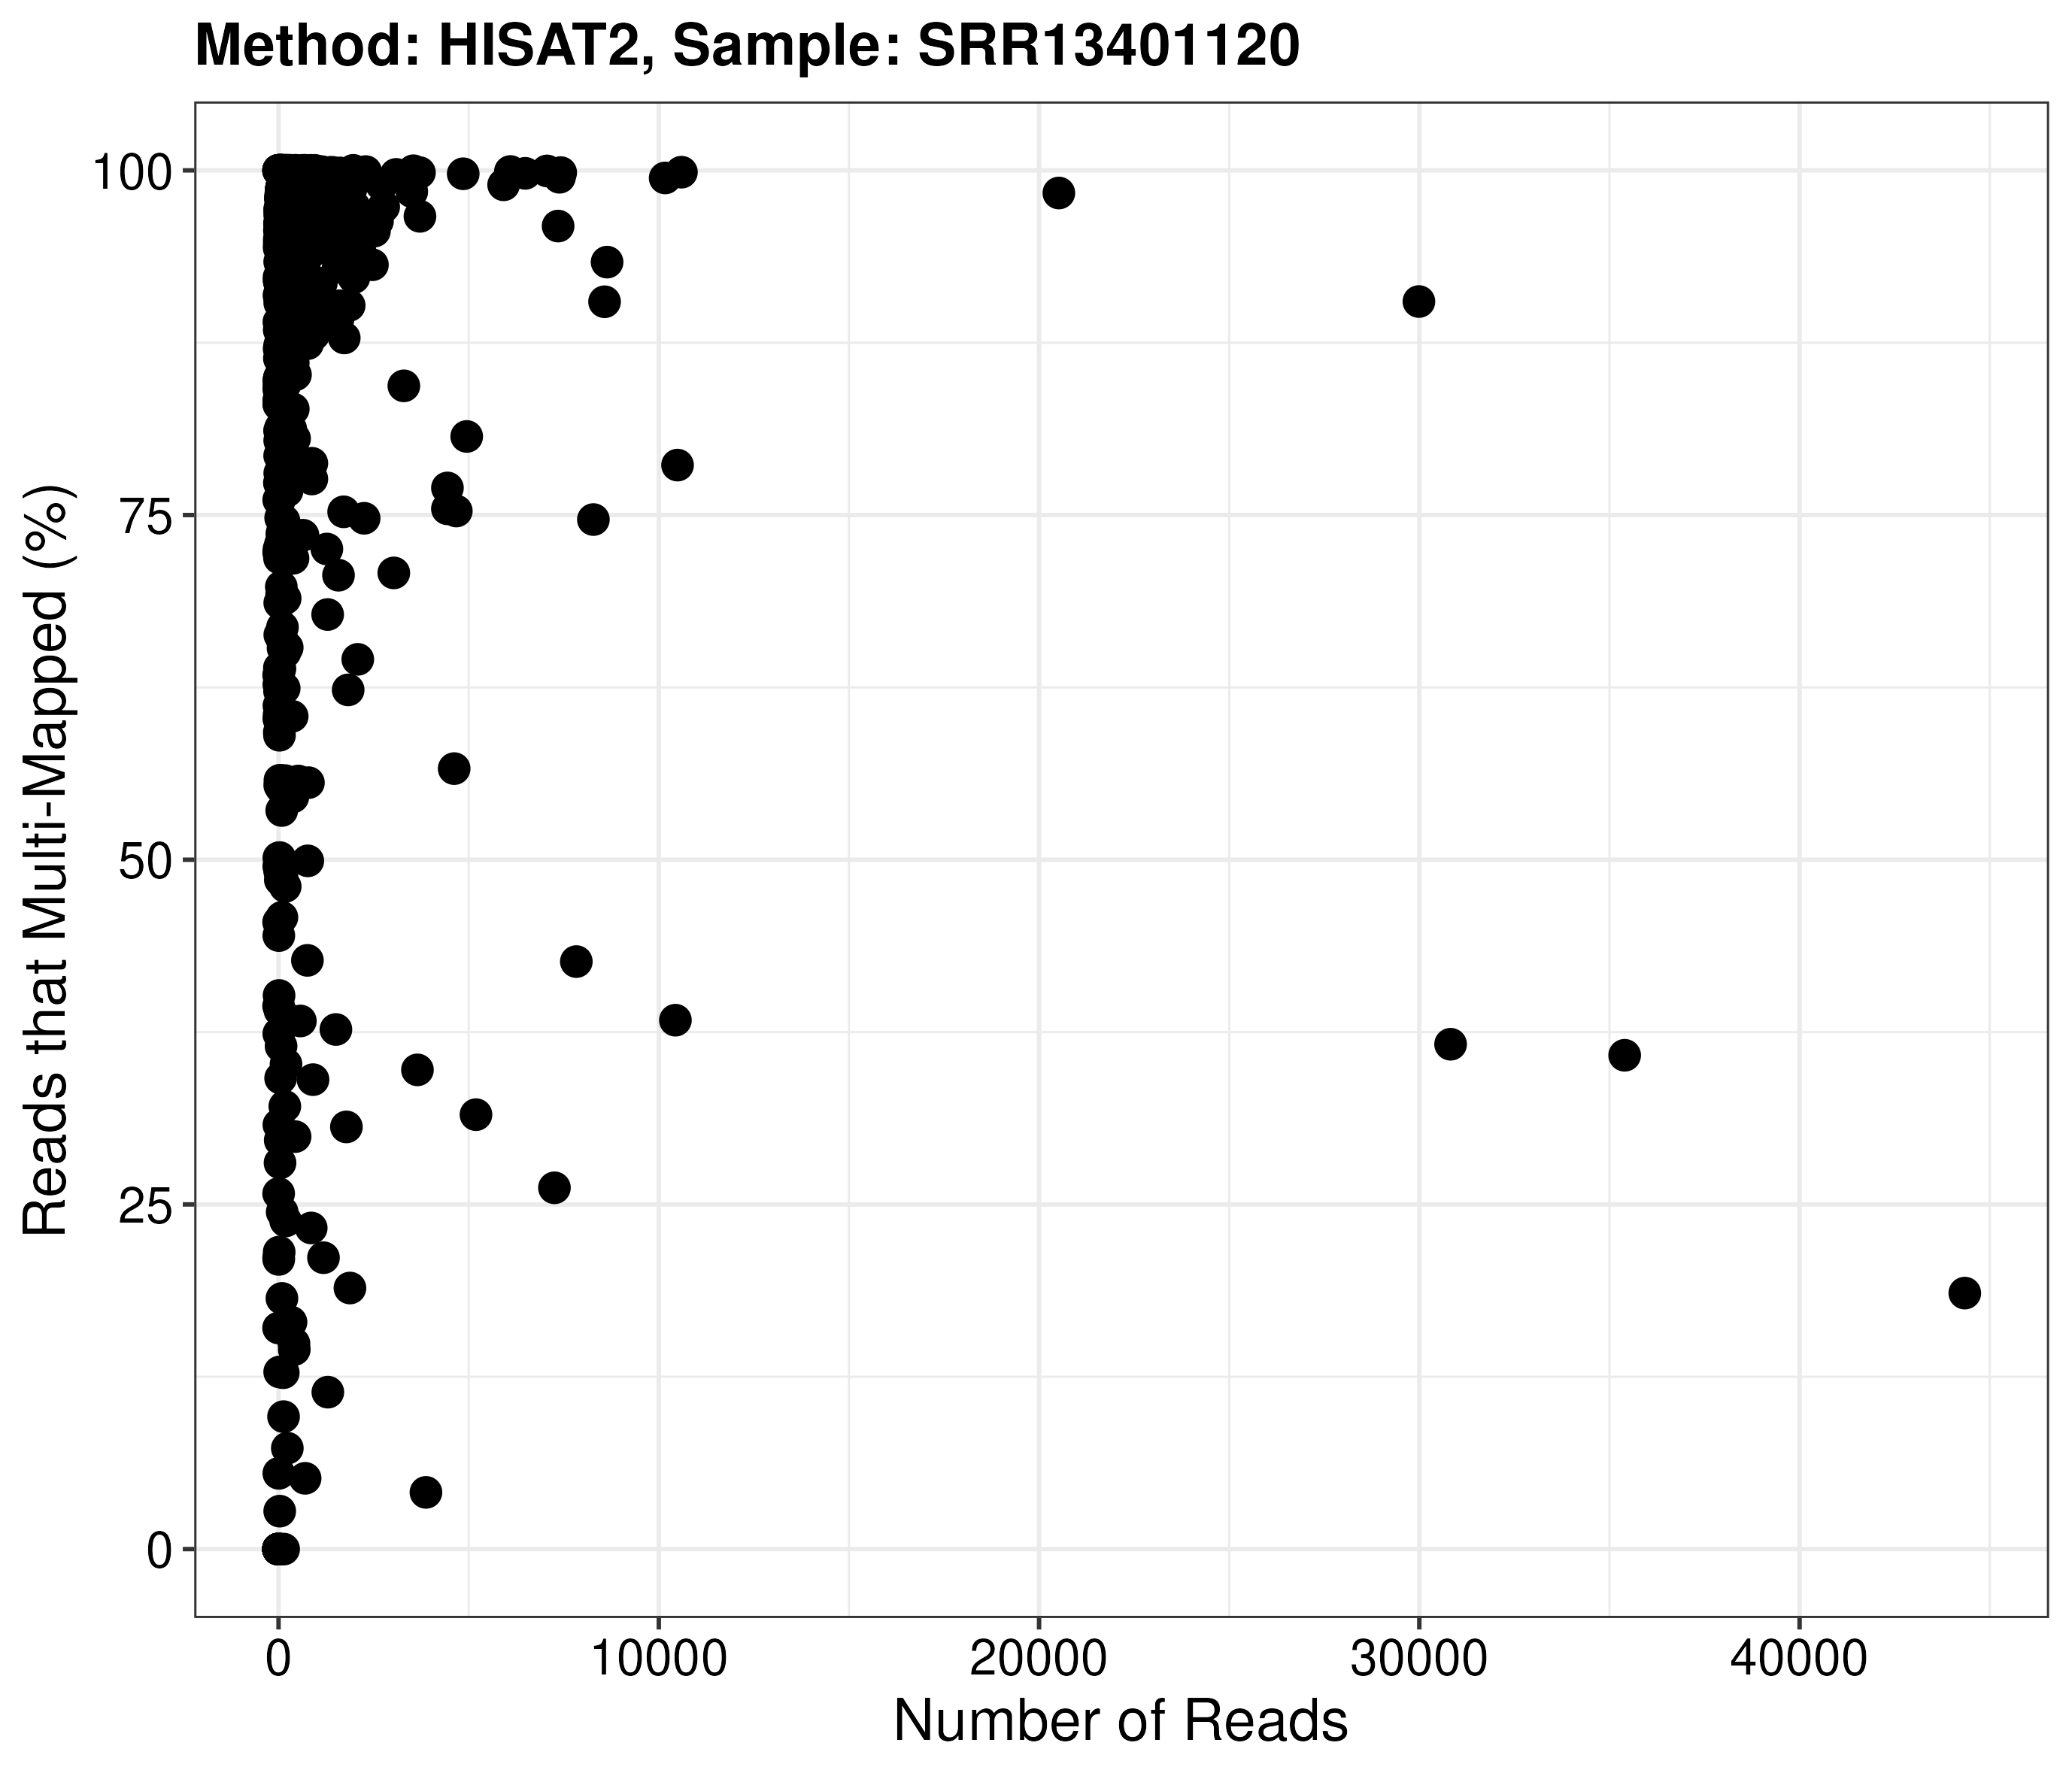 Method: HISAT2, Sample: SRR13401120
Reads that Multi-Mapped (%)
100
75
50
25
0
0 10000 20000 30000 40000
Number of Reads